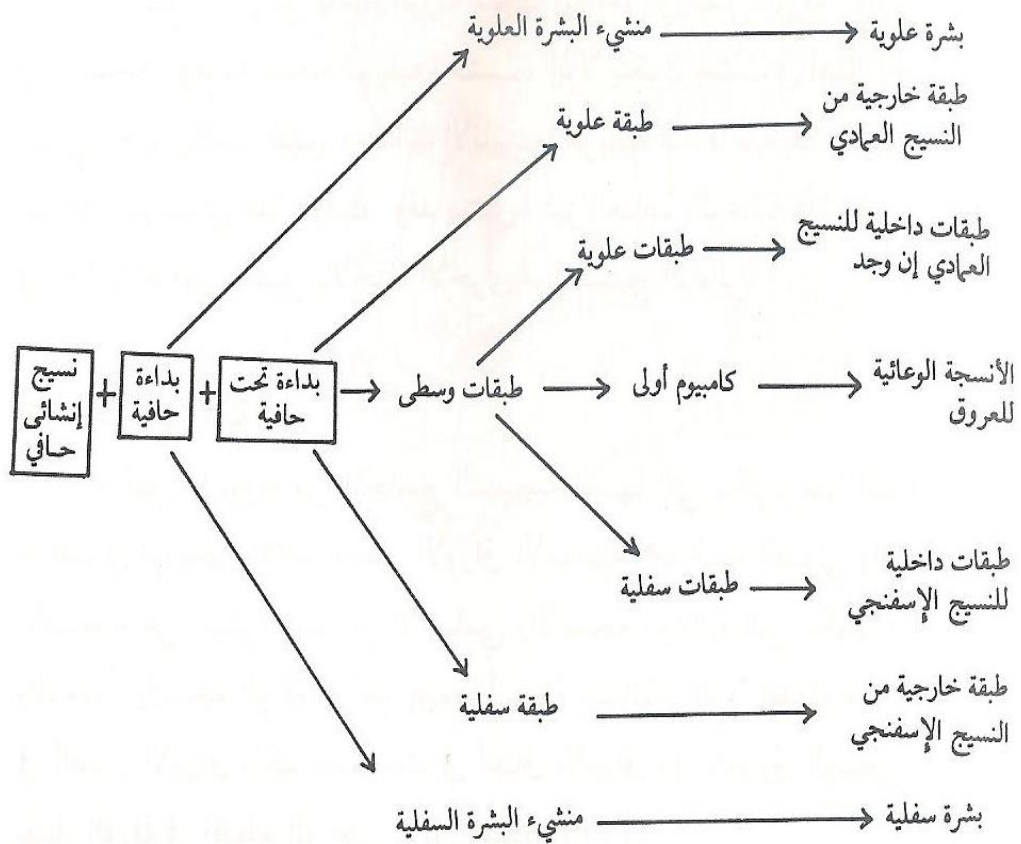 منشيء البشرة العلوية
بشرة علوية
طبقة علوية
طبقة خارجية من
النسيج العمادي
طبقات علوية
طبقات داخلية للنسيج
العمادي إن وجد
نسيج
إنشائى
حافي
+
بداءة
حافية
+
بداءة تحت
حافية
طبقات وسطى
كامبيوم أولى
الأنسجة الوعائية
للعروق
طبقات سفلية
طبقات داخلية
للنسيج الإسفنجي
طبقة سفلية
طبقة خارجية من
النسيج الإسفنجي
منشيء البشرة السفلية
بشرة سفلية